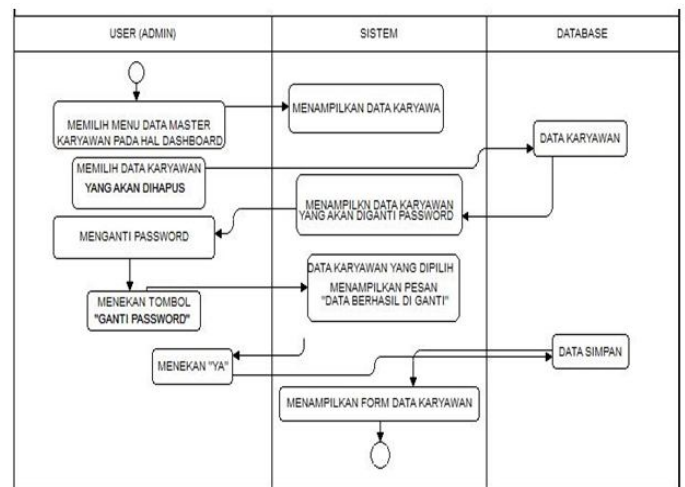 USER (ADMIN)
SISTEM
DATABASE
MEMILIH MENU DATA MASTER
KARYAWAN PADA HAL DASHBOARD
MENAMPILKAN DATA KARYAWA
DATA KARYAWAN
MEMILIH DATA KARYAWAN
YANG AKAN DIHAPUS
MENAMPILKN DATA KARYAWAN
YANG AKAN DIGANTI PASSWORD
MENGANTI PASSWORD
DATA KARYAWAN YANG DIPILIH
MENAMPILKAN PESAN
"DATA BERHASIL DI GANTI"
MENEKAN TOMBOL
"GANTI PASSWORD"
MENEKAN "YA"
DATA SIMPAN
MENAMPILKAN FORM DATA KARYAWAN